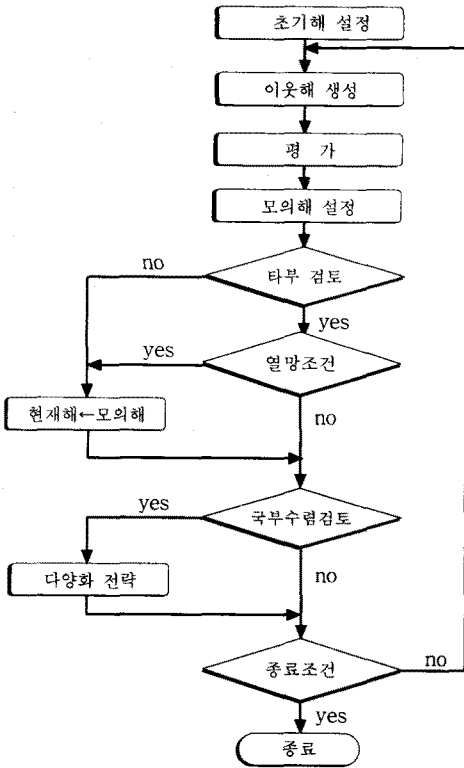 초기해 설정
이웃해 생성
평 가
모의해 설정
타부 검토
no
yes
열망조건
yes
no
현재해←모의해
국부수렴검토
yes
no
다양화 전략
종료조건
no
yes
종료